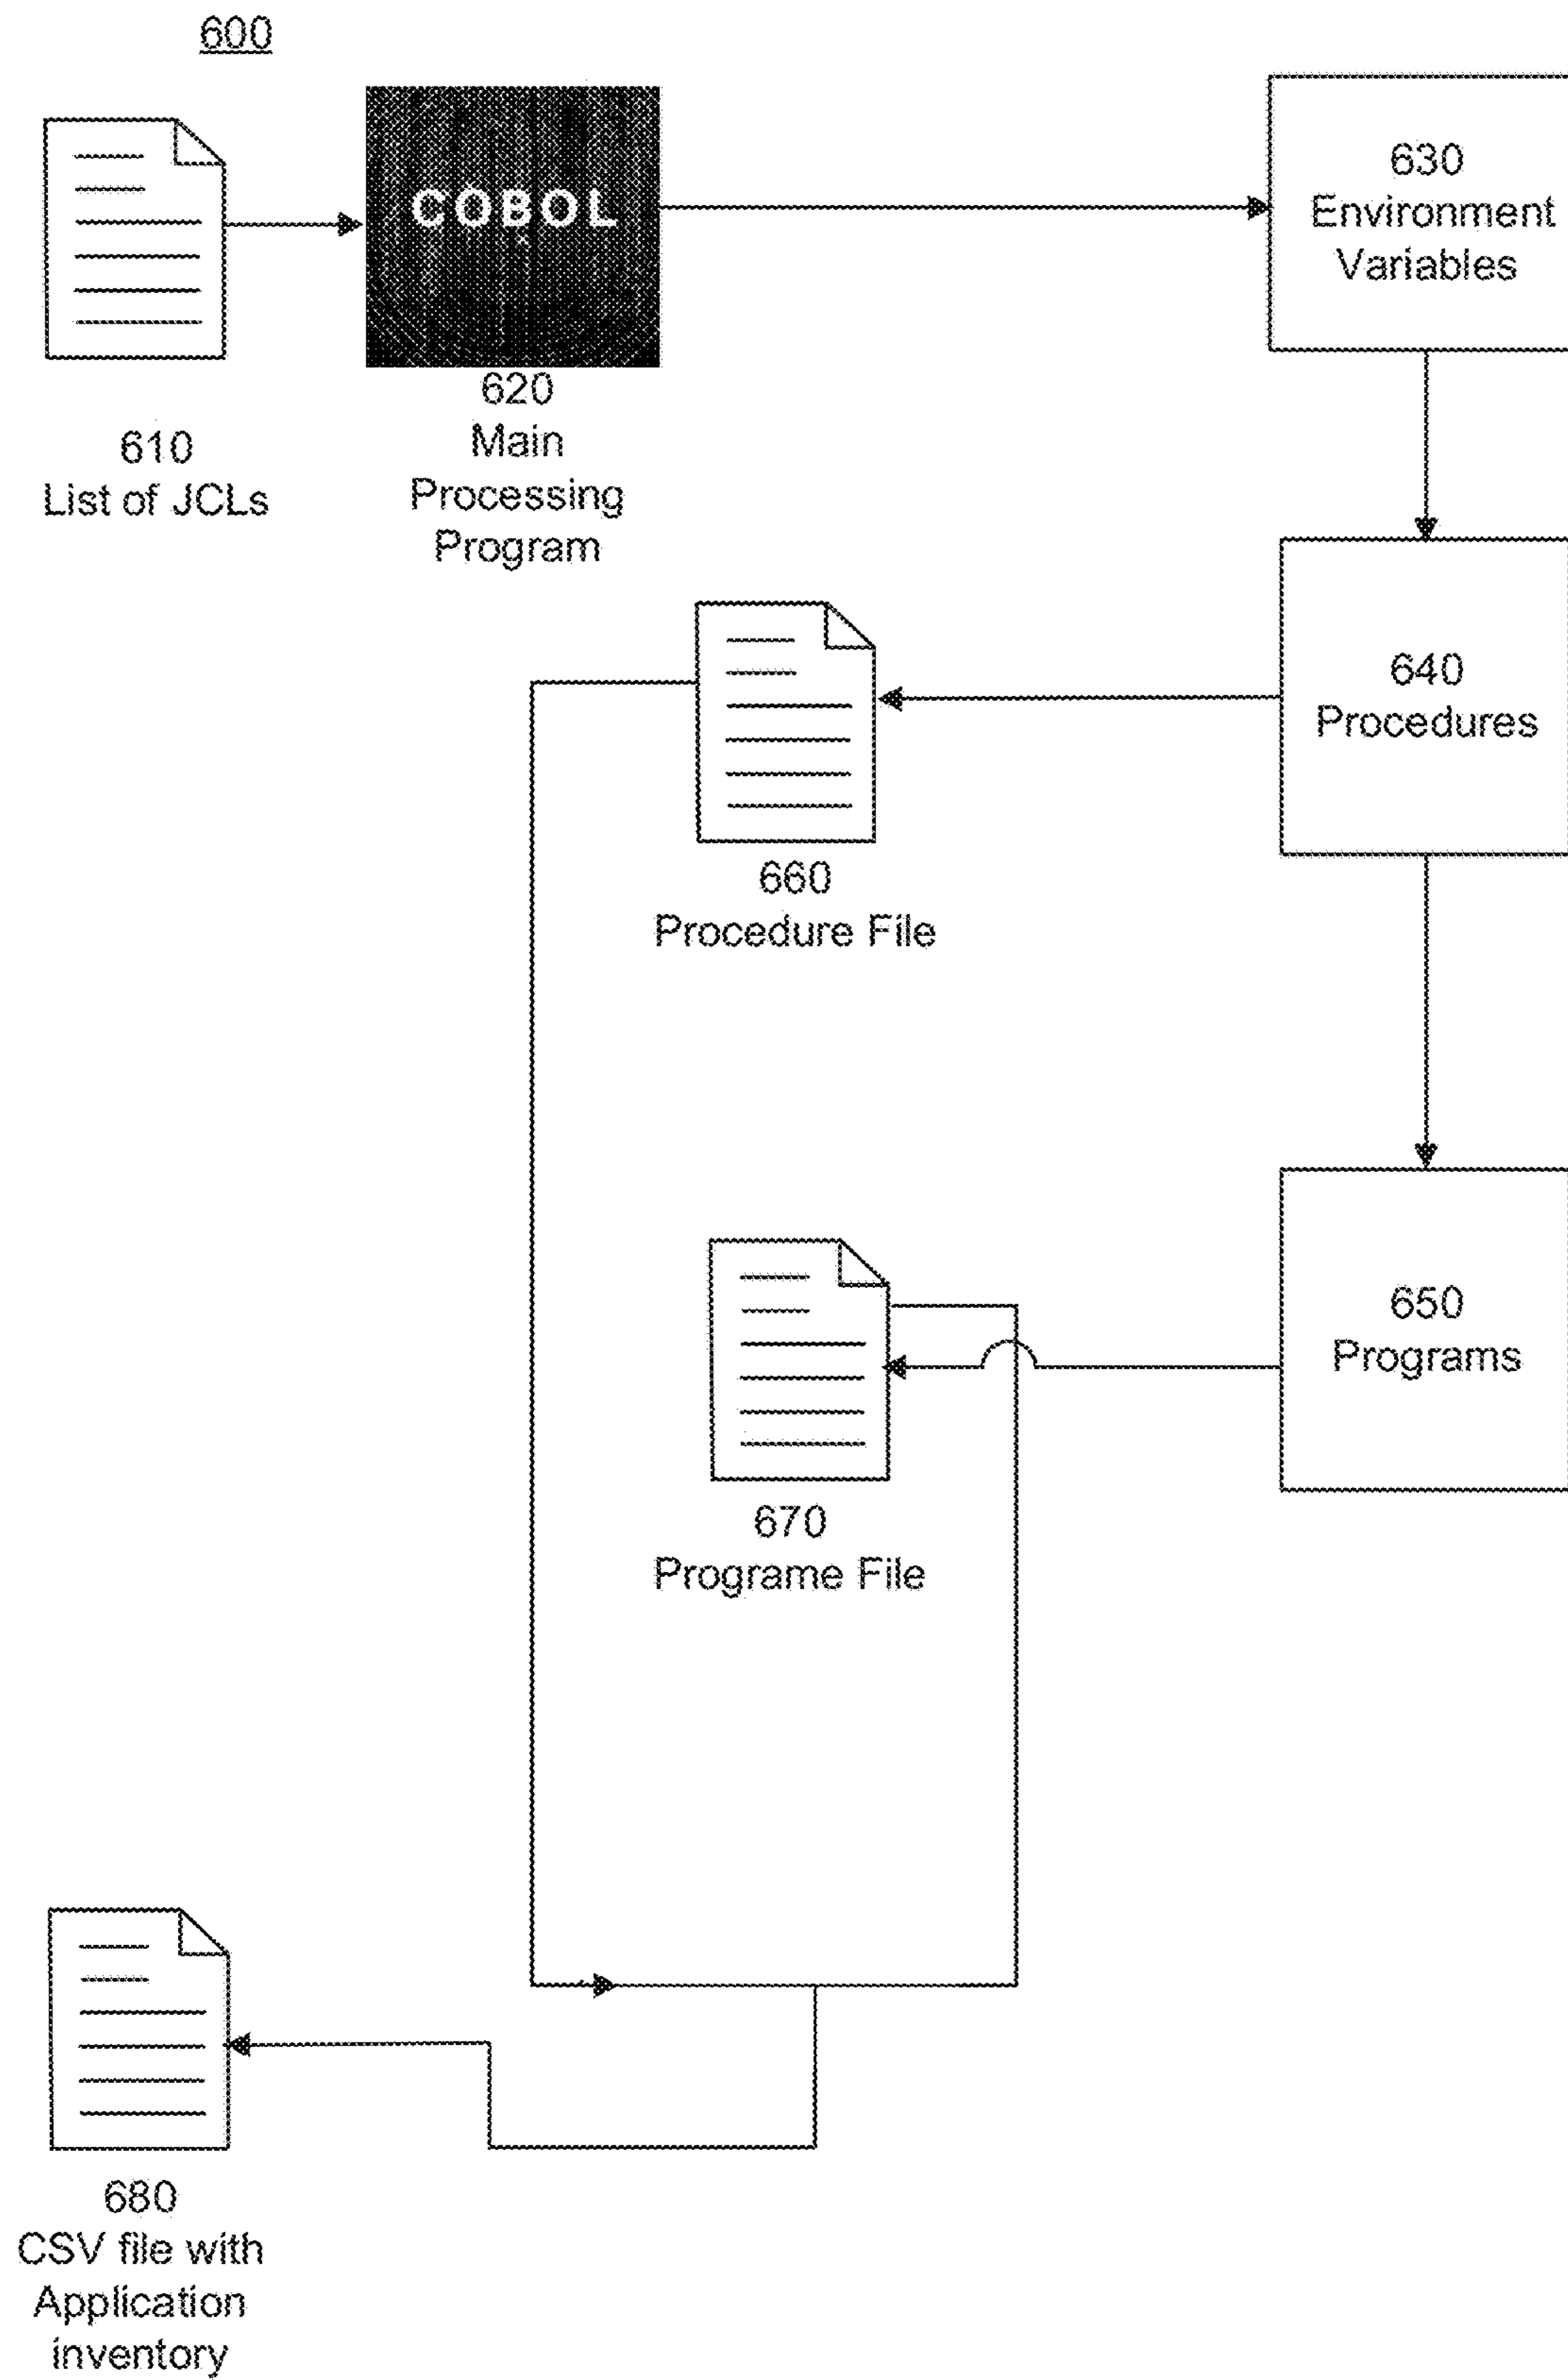 600
COBOL
630
Environment
Variables
620
Main
Processing
Program
610
List of JCLs
640
Procedures
660
Procedure File
650
Programs
670
Programe File
680
CSV file with
Application
inventory